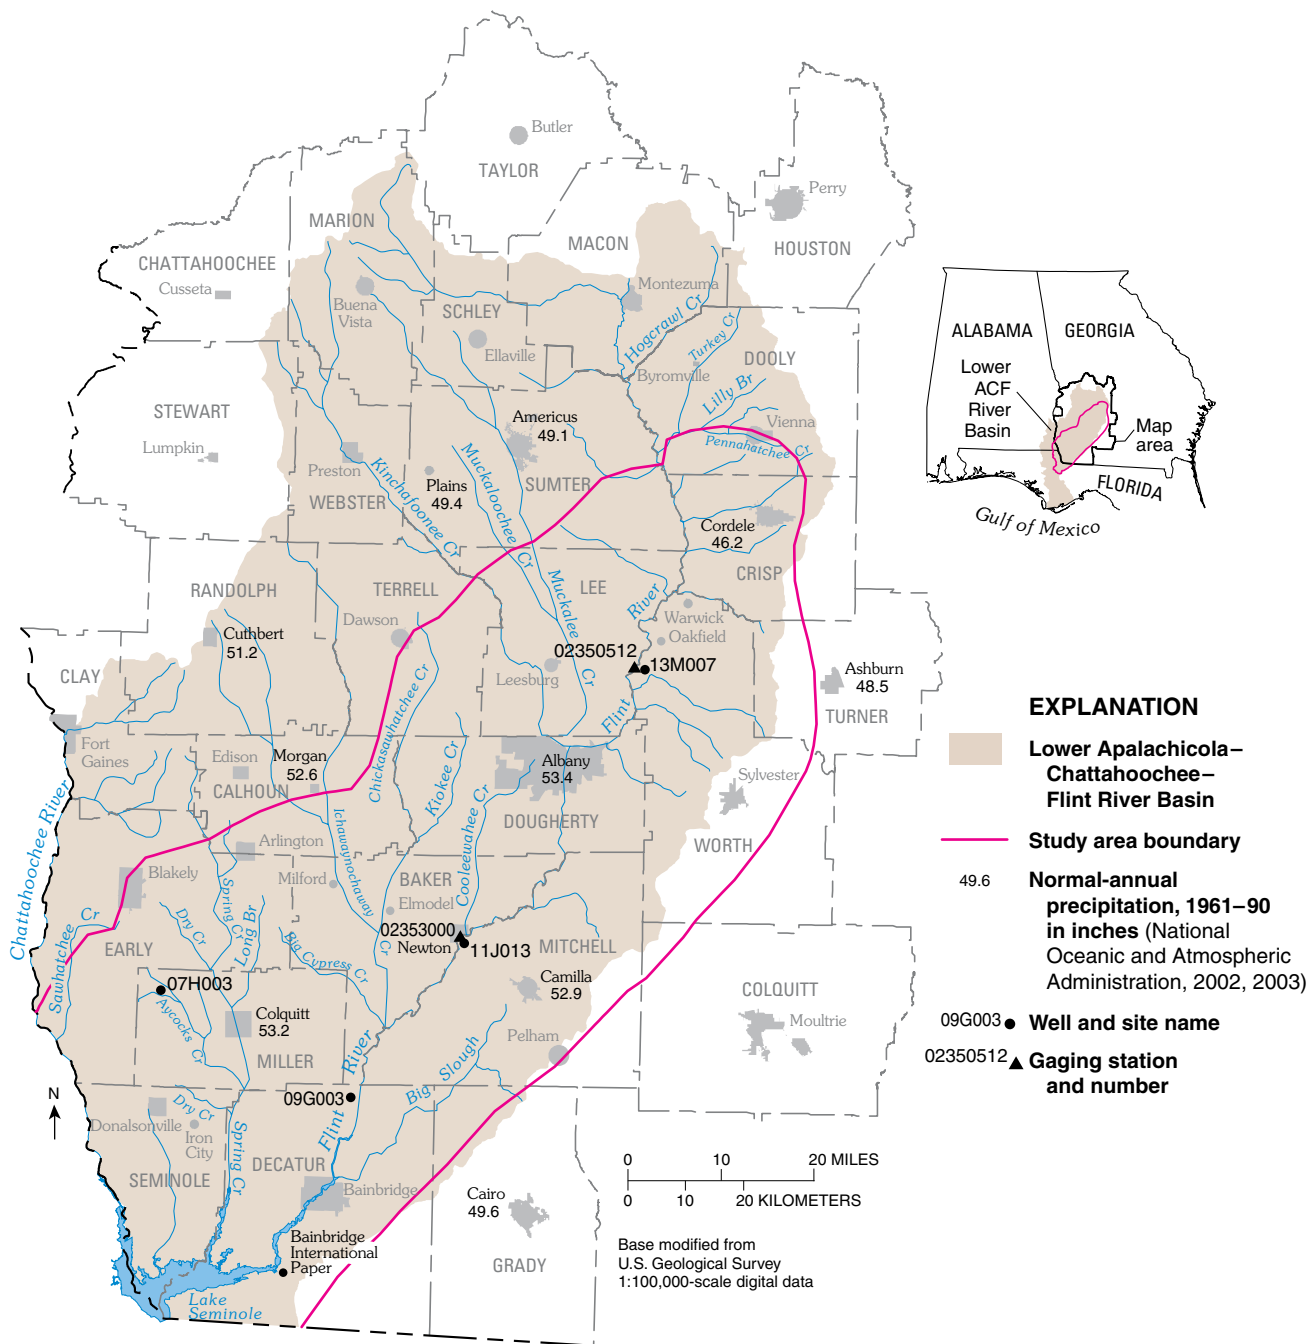 Butler
TAYLOR
Perry
HOUSTON
MARION
MACON
CHATTAHOOCHEE
Cusseta
Montezuma
Buena
Vista
SCHLEY
Ellaville
Hogcrawl Cr
Turkey Cr
DOOLY
Byromville
Lilly Br
STEWART
Lumpkin
Americus
49.1
Vienna
Pennahatchee Cr
Preston
WEBSTER
Kinchafoonee Cr
Plains
49.4
Muckaloochee Cr
SUMTER
Cordele
46.2
CRISP
RANDOLPH
TERRELL
LEE
Muckalee Cr
River
Warwick
Oakfield
Cuthbert
51.2
Dawson
02350512
13M007
Leesburg
CLAY
Ashburn
48.5
TURNER
Flint
Chickasawhatchee Cr
Fort
Gaines
Edison
Morgan
52.6
CALHOUN
Kiokee Cr
Albany
53.4
Sylvester
Chattahoochee River
Ichawaynochaway Cr
Cooleewahee Cr
DOUGHERTY
WORTH
Arlington
Blakely
Milford
BAKER
Elmodel
Spring Cr
Long Br
Dry Cr
Sawhatchee Cr
EARLY
02353000
Newton
11J013
MITCHELL
Big Cypress Cr
Camilla
52.9
07H003
Aycocks Cr
Colquitt
53.2
COLQUITT
Moultrie
MILLER
Pelham
Big Slough
Flint River
09G003
N
Donalsonville
Dry Cr
Iron
City
Spring Cr
DECATUR
SEMINOLE
Bainbridge
Cairo
49.6
GRADY
Bainbridge
International
Paper
Lake
Seminole
0 10 20 MILES
0 10 20 KILOMETERS
Base modified from
U.S. Geological Survey
1:100,000-scale digital data
ALABAMA
GEORGIA
Lower
ACF
River
Basin
Map
area
FLORIDA
Gulf of Mexico
EXPLANATION
Lower Apalachicola–
Chattahoochee–
Flint River Basin
Study area boundary
49.6
Normal-annual
precipitation, 1961–90
in inches (National
Oceanic and Atmospheric
Administration, 2002, 2003)
09G003
Well and site name
02350512
Gaging station
and number